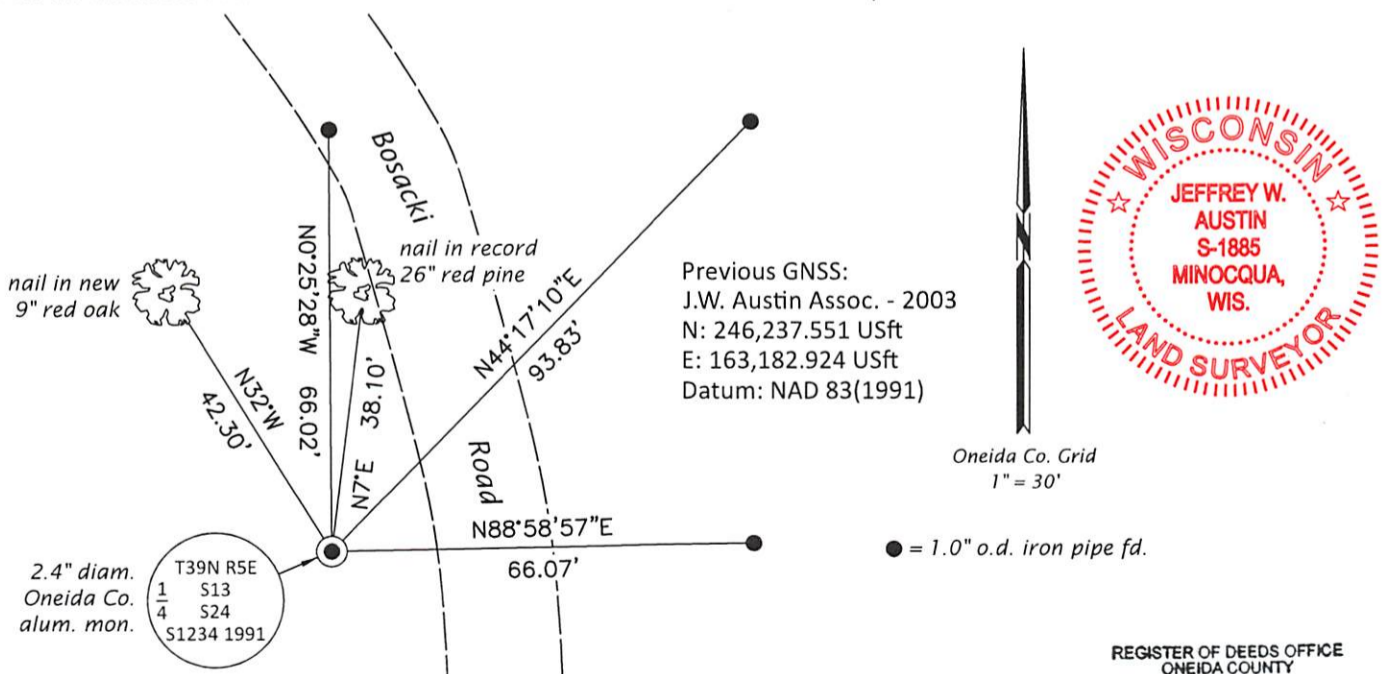 Bosacki
Road
nail in new
9" red oak
nail in record
26" red pine
N0°25'28"W 66.02'
N32°W
42.30'
N7°E 38.10'
N44°17'10"E
93.83'
N88°58'57"E
66.07'
2.4" diam.
Oneida Co.
alum. mon.
T39N R5E
1/4 S13
S24
S1234 1991
Previous GNSS:
J.W. Austin Assoc. - 2003
N: 246,237.551 USft
E: 163,182.924 USft
Datum: NAD 83(1991)
N
Oneida Co. Grid
1" = 30'
= 1.0" o.d. iron pipe fd.
WISCONSIN
JEFFREY W.
AUSTIN
S-1885
MINOCQUA,
WIS.
LAND SURVEYOR
REGISTER OF DEEDS OFFICE
ONEIDA COUNTY